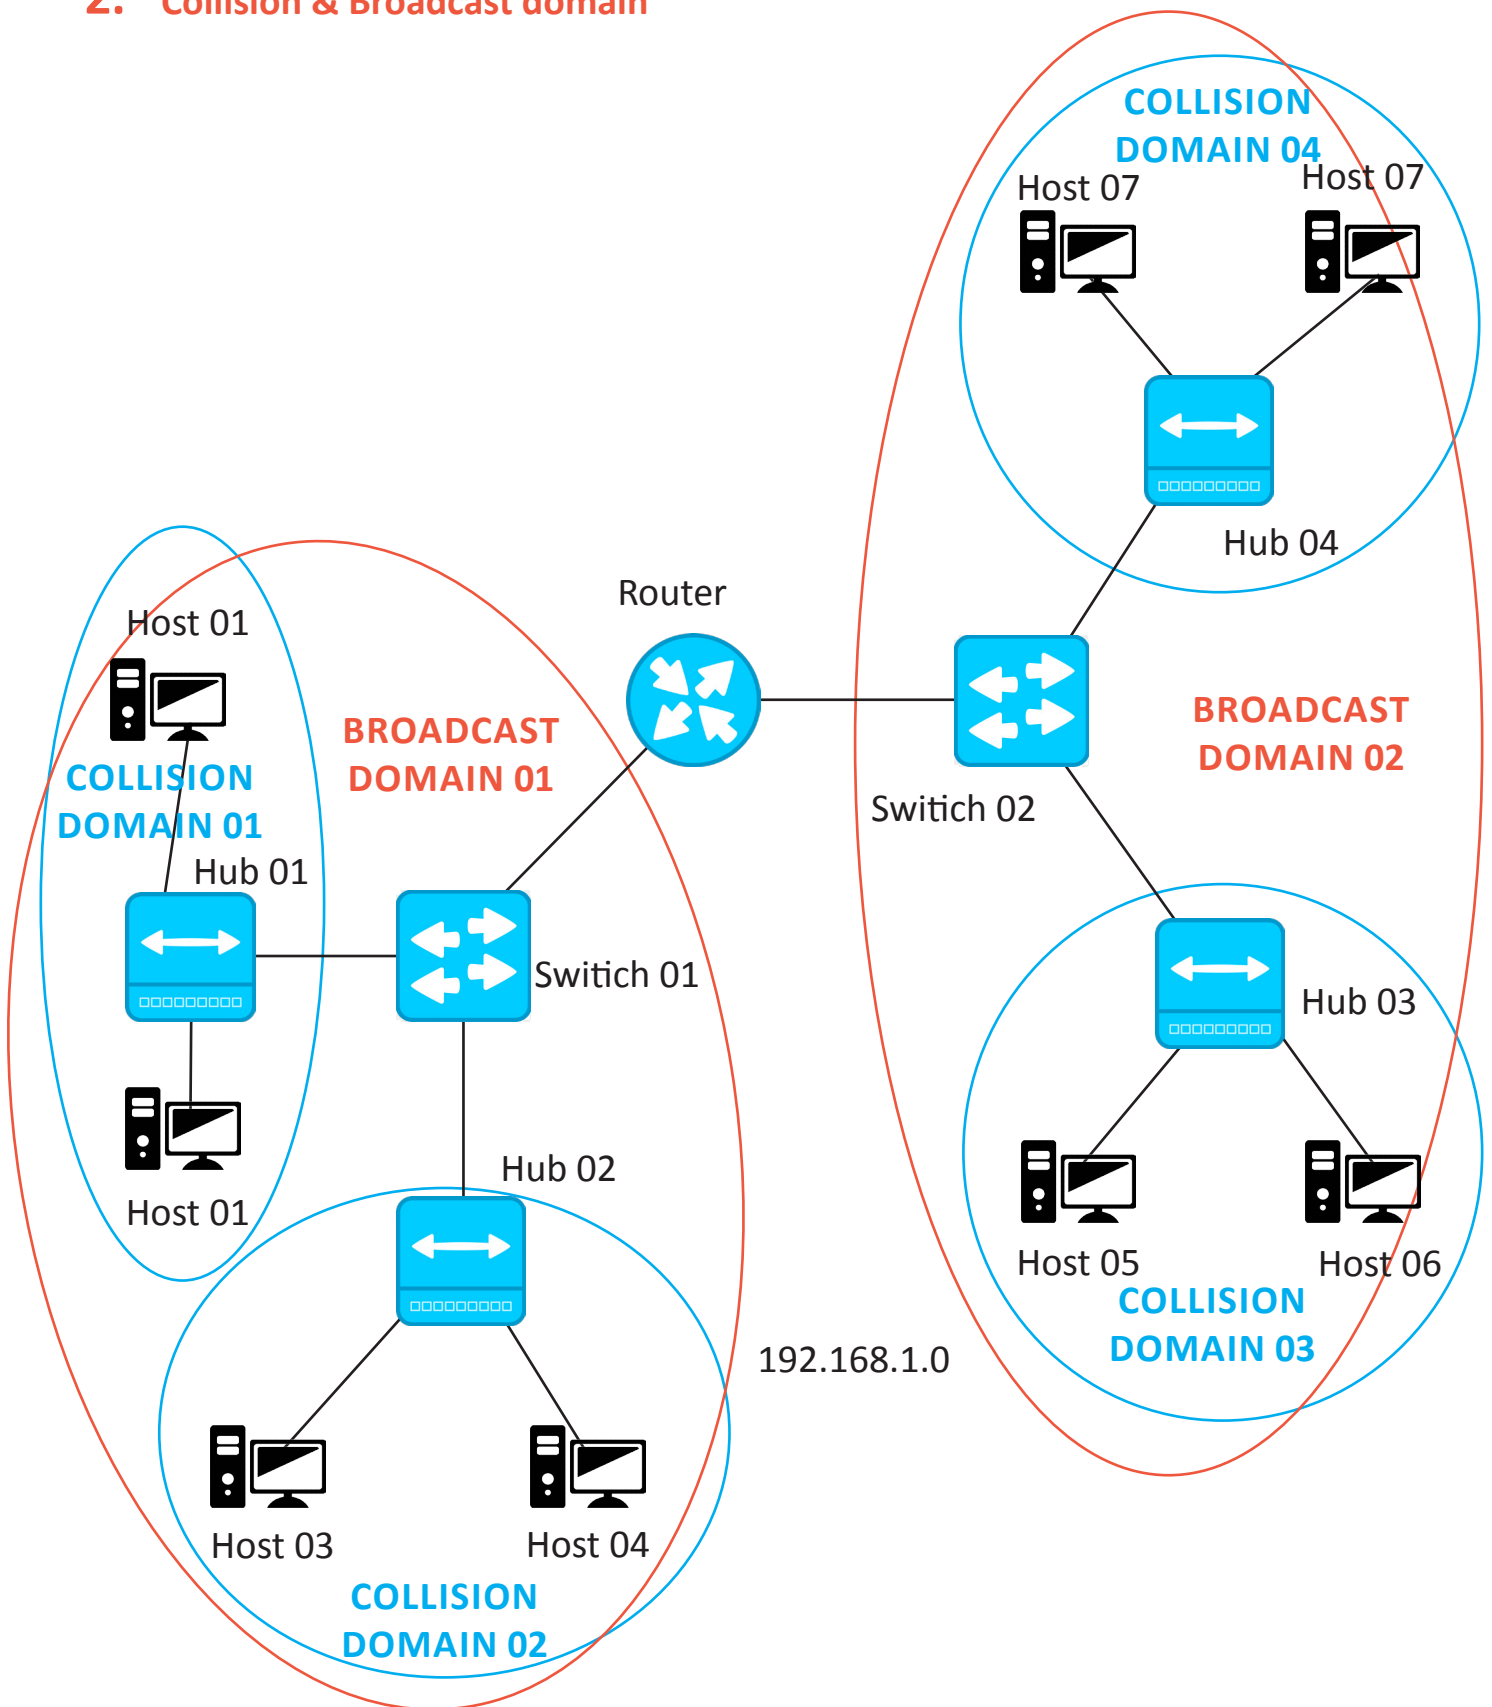 2. Collision & Broadcast domain
COLLISION
DOMAIN 04
Host 07
Host 07
Hub 04
Router
Host 01
BROADCAST
DOMAIN 01
BROADCAST
DOMAIN 02
COLLISION
DOMAIN 01
Switich 02
Hub 01
Switich 01
Hub 03
Hub 02
Host 01
Host 05
Host 06
COLLISION
DOMAIN 03
192.168.1.0
Host 03
Host 04
COLLISION
DOMAIN 02